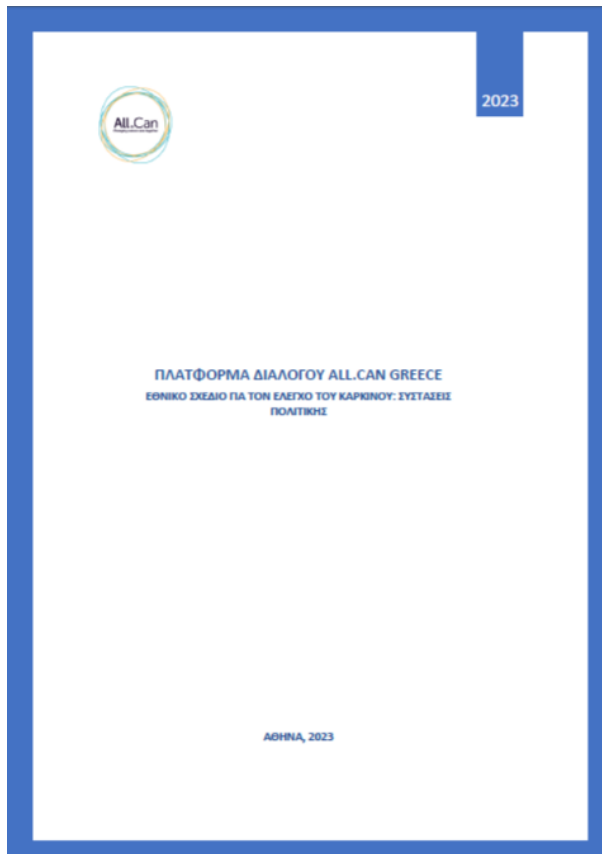 2023
All.Can
ΠΛΑΤΦΟΡΜΑ ΔΙΑΛΟΓΟΥ ALL.CAN GREECE
ΕΘΝΙΚΟ ΣΧΕΔΙΟ ΓΙΑ ΤΟΝ ΕΛΕΓΧΟ ΤΟΥ ΚΑΡΚΙΝΟΥ: ΣΥΣΤΑΣΕΙΣ
ΠΟΛΙΤΙΚΗΣ
ΑΘΗΝΑ, 2023